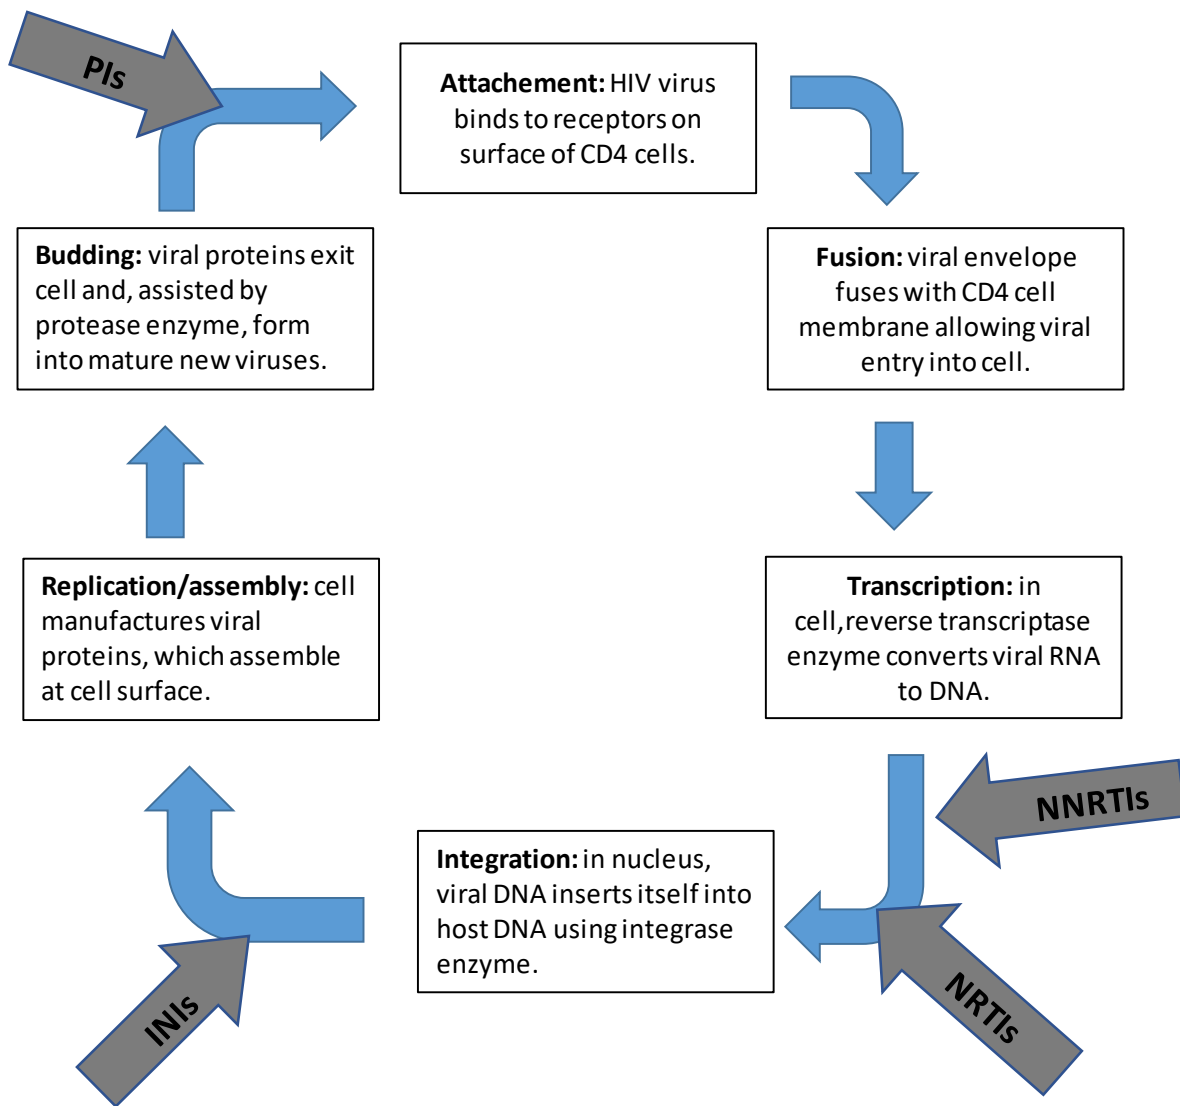 PIs
Attachement: HIV virus
binds to receptors on
surface of CD4 cells.
Fusion: viral envelope
fuses with CD4 cell
membrane allowing viral
entry into cell.
Transcription: in
cell, reverse transcriptase
enzyme converts viral RNA
to DNA.
NNRTIs
NRTIs
Integration: in nucleus,
viral DNA inserts itself into
host DNA using integrase
enzyme.
INIs
Replication/assembly: cell
manufactures viral
proteins, which assemble
at cell surface.
Budding: viral proteins exit
cell and, assisted by
protease enzyme, form
into mature new viruses.